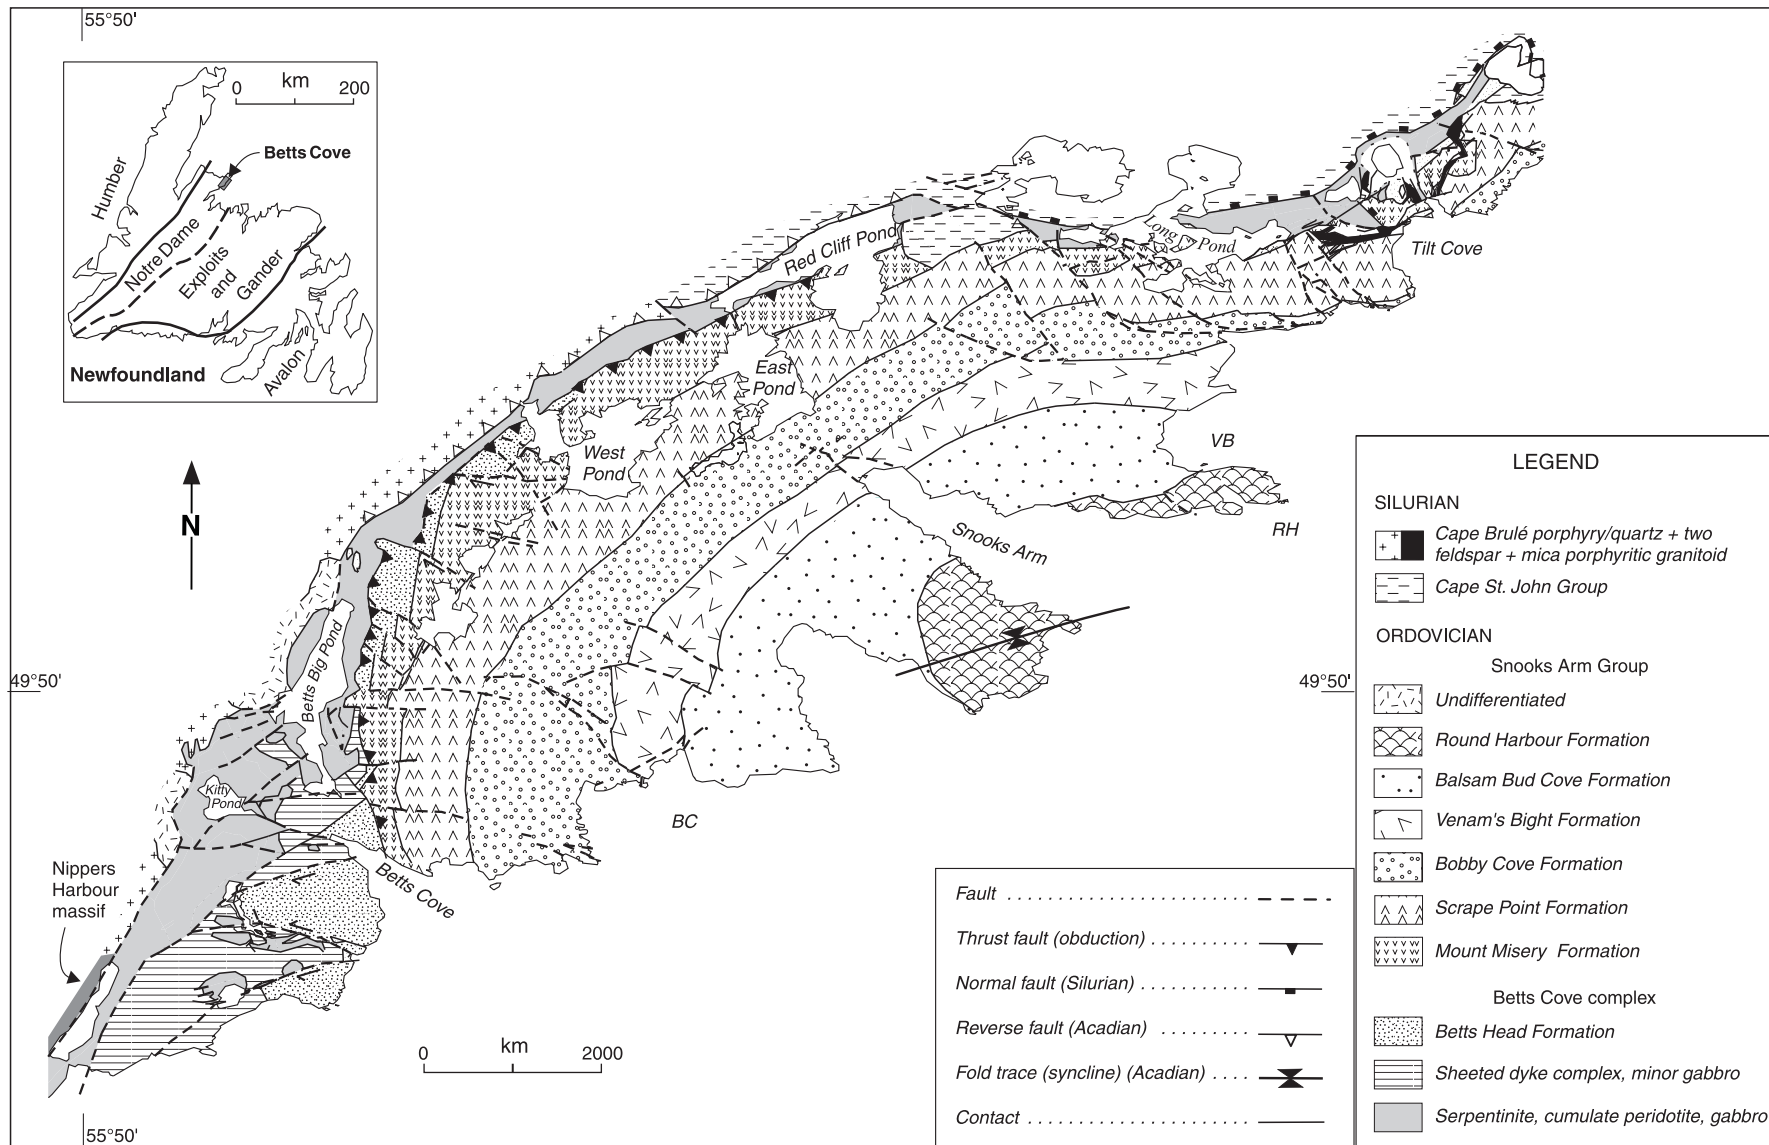 55°50'
km
0 200
Betts Cove
Humber
Notre Dame
Exploits
and
Gander
Avalon
Newfoundland
N
Red Cliff Pond
Long Pond
Tilt Cove
East
Pond
West
Pond
VB
RH
Snooks Arm
Betts Big Pond
49°50'
49°50'
Kitty
Pond
BC
Betts Cove
Nippers
Harbour
massif
km
0 2000
55°50'
Fault
Thrust fault (obduction)
Normal fault (Silurian)
Reverse fault (Acadian)
Fold trace (syncline) (Acadian)
Contact
LEGEND
SILURIAN
Cape Brulé porphyry/quartz + two
feldspar + mica porphyritic granitoid
Cape St. John Group
ORDOVICIAN
Snooks Arm Group
Undifferentiated
Round Harbour Formation
Balsam Bud Cove Formation
Venam's Bight Formation
Bobby Cove Formation
Scrape Point Formation
Mount Misery Formation
Betts Cove complex
Betts Head Formation
Sheeted dyke complex, minor gabbro
Serpentinite, cumulate peridotite, gabbro